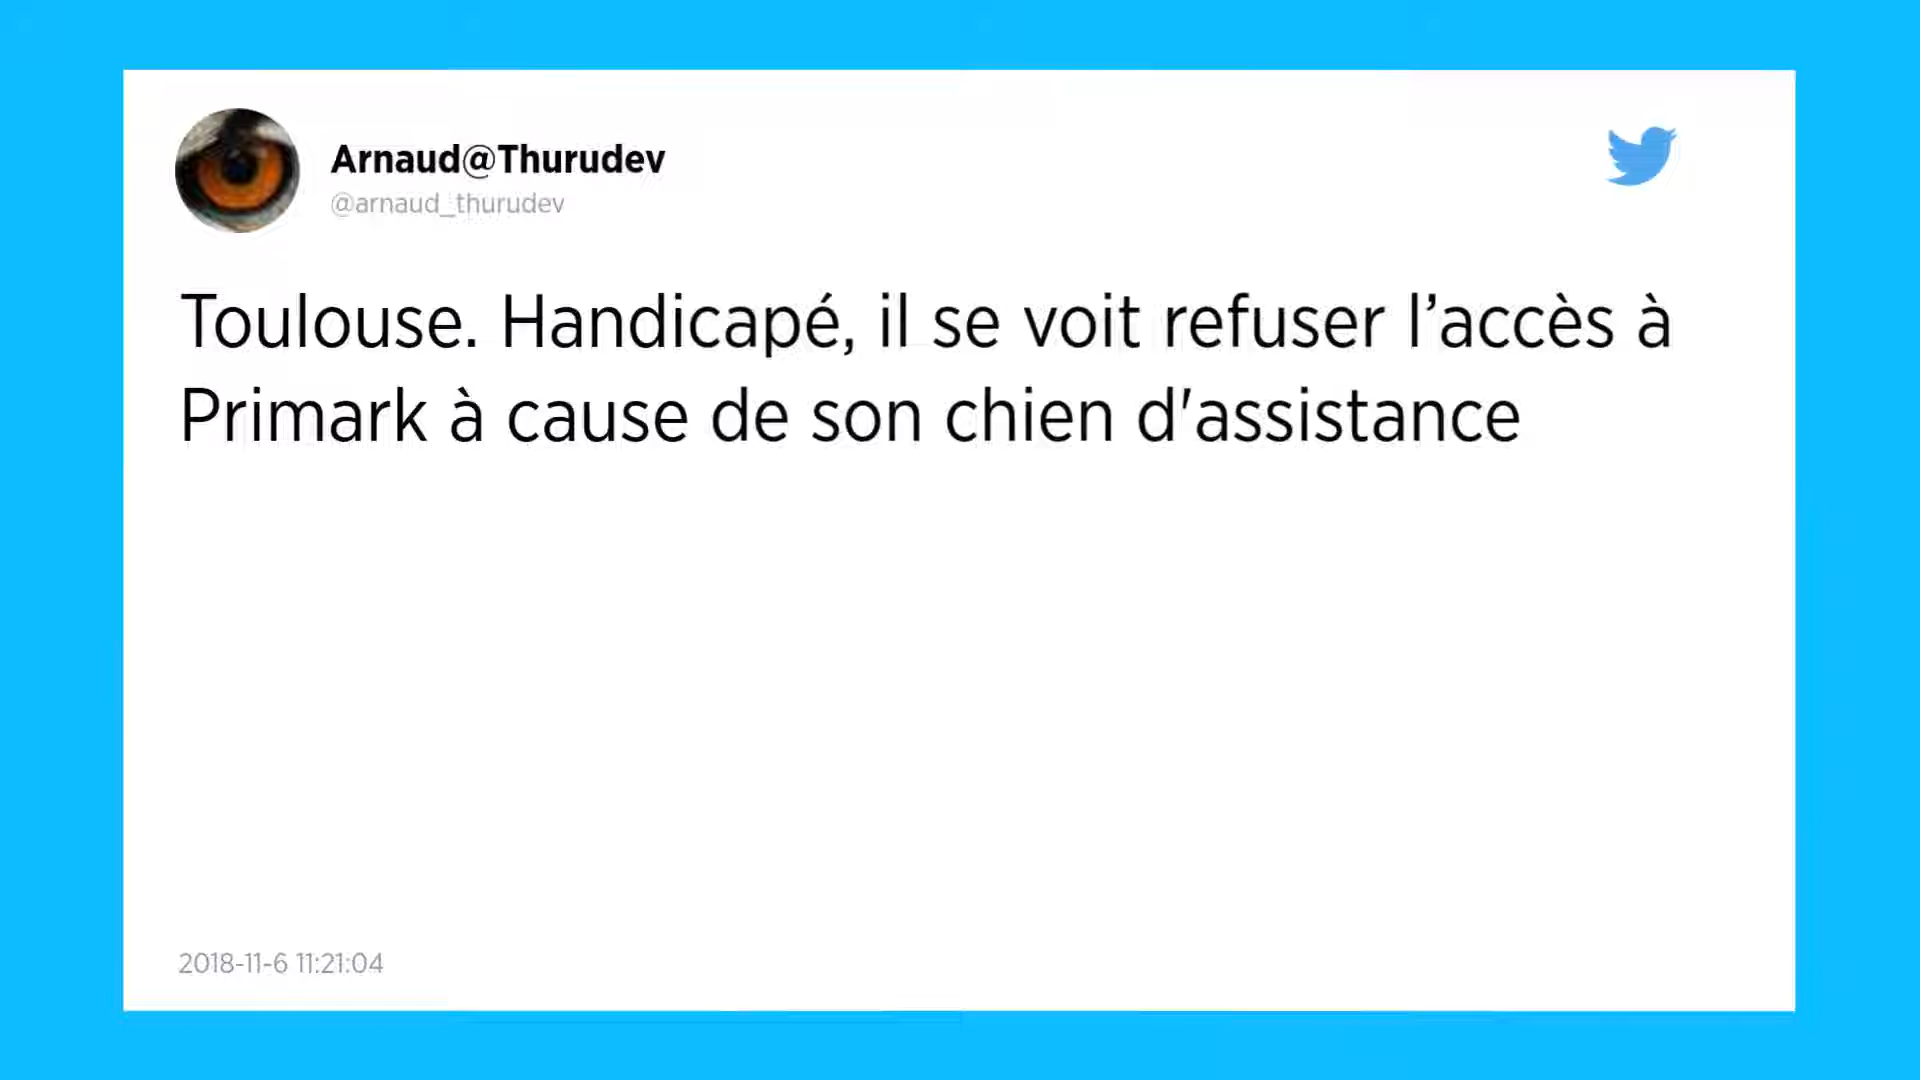 Arnaud@Thurudev
@arnaud_thurudev
Toulouse. Handicapé, il se voit refuser l’accès à
Primark à cause de son chien d'assistance
2018-11-6 11:21:04